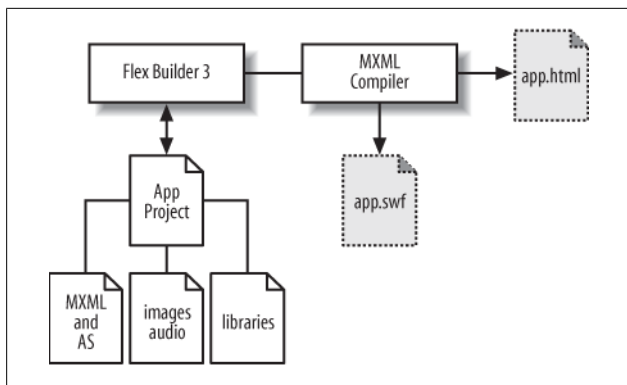 Flex Builder 3
MXML
Compiler
app.html
App
Project
app.swf
MXML
and
AS
images
audio
libraries